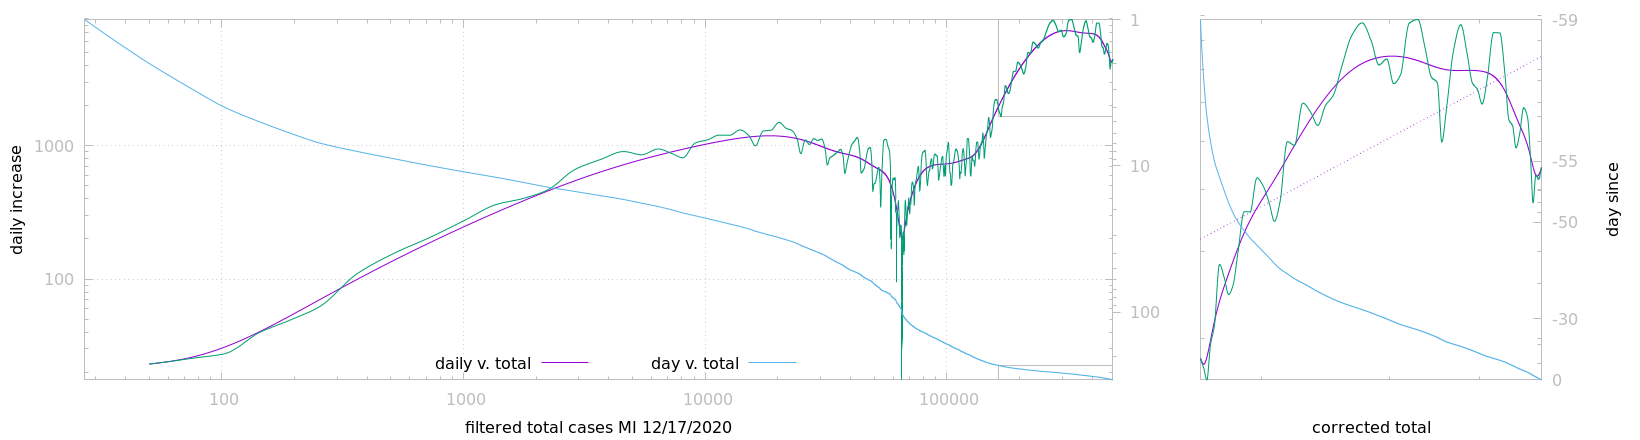 daily increase
1000
100
daily v. total
day v. total
100
1000
10000
100000
filtered total cases MI 12/17/2020
1
10
100
-59
-55
-50
-30
0
day since
corrected total